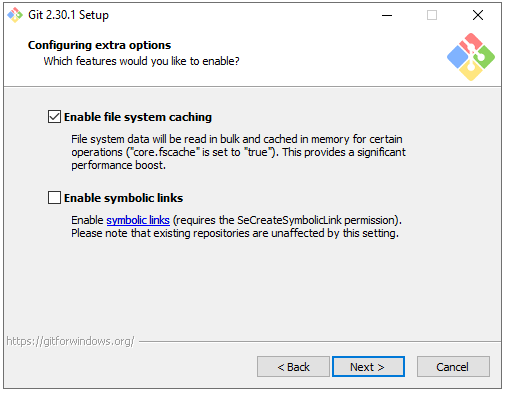 Git 2.30.1 Setup
Configuring extra options
Which features would you like to enable?
Enable file system caching
File system data will be read in bulk and cached in memory for certain
operations ("core.fscache" is set to "true"). This provides a significant
performance boost.
Enable symbolic links
Enable symbolic links (requires the SeCreateSymbolicLink permission).
Please note that existing repositories are unaffected by this setting.
https://gitforwindows.org/
< Back
Next >
Cancel